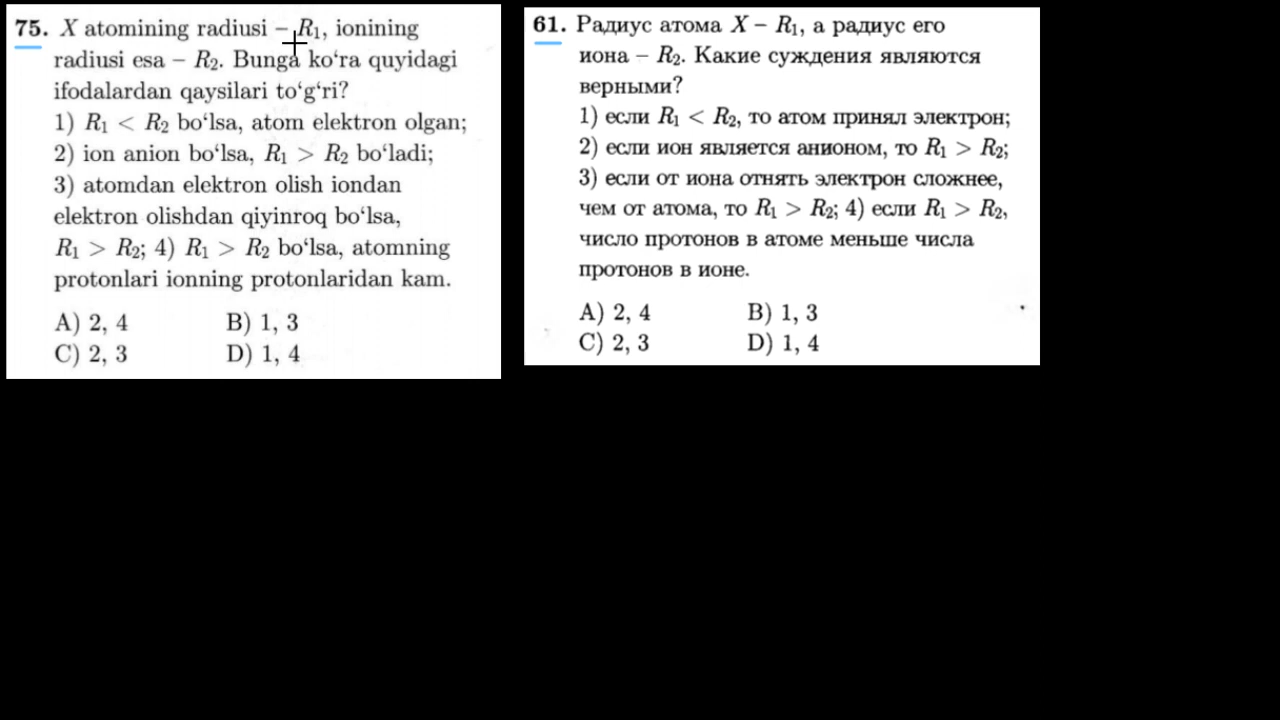 75. X atomining radiusi – R₁, ionining
radiusi esa – R₂. Bunga ko‘ra quyidagi
ifodalardan qaysilari to‘g‘ri?
1) R₁ < R₂ bo‘lsa, atom elektron olgan;
2) ion anion bo‘lsa, R₁ > R₂ bo‘ladi;
3) atomdan elektron olish iondan
elektron olishdan qiyinroq bo‘lsa,
R₁ > R₂; 4) R₁ > R₂ bo‘lsa, atomning
protonlari ionning protonlaridan kam.
A) 2, 4 B) 1, 3
C) 2, 3 D) 1, 4
61. Радиус атома X – R₁, а радиус его
иона – R₂. Какие суждения являются
верными?
1) если R₁ < R₂, то атом принял электрон;
2) если ион является анионом, то R₁ > R₂;
3) если от иона отнять электрон сложнее,
чем от атома, то R₁ > R₂; 4) если R₁ > R₂,
число протонов в атоме меньше числа
протонов в ионе.
A) 2, 4 B) 1, 3
C) 2, 3 D) 1, 4